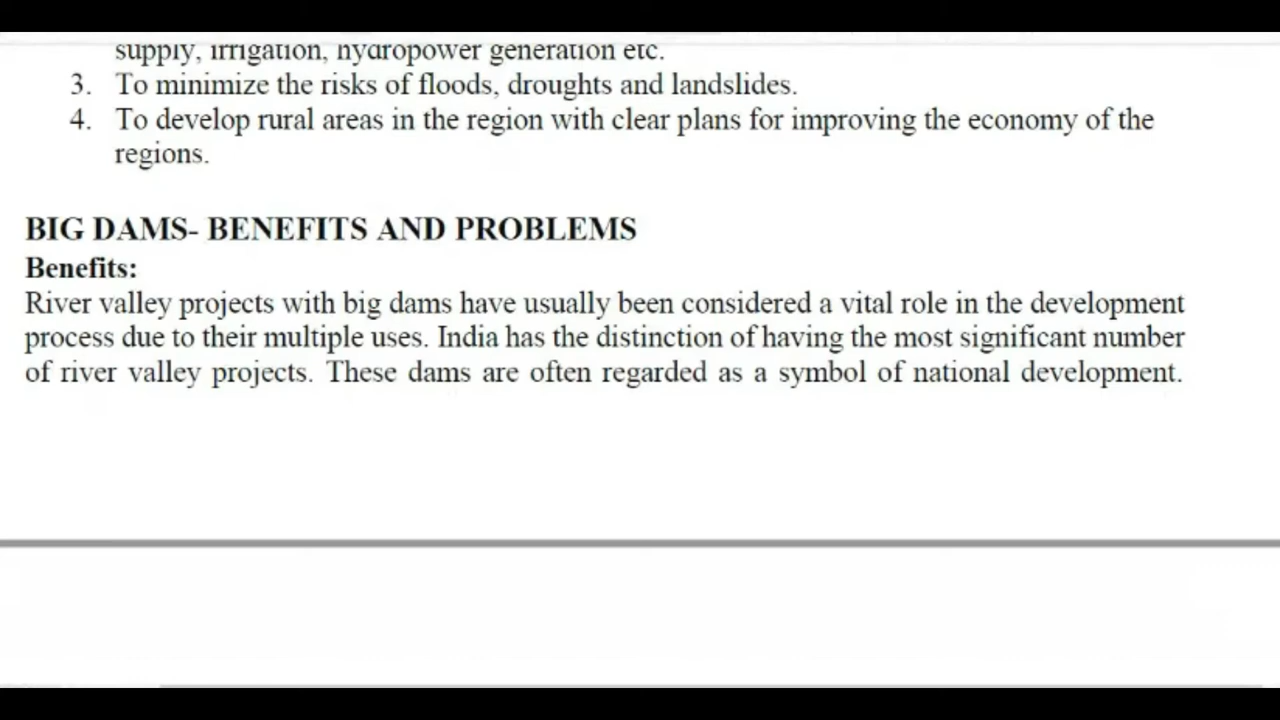 supply, irrigation, hydropower generation etc.
3. To minimize the risks of floods, droughts and landslides.
4. To develop rural areas in the region with clear plans for improving the economy of the
regions.
BIG DAMS- BENEFITS AND PROBLEMS
Benefits:
River valley projects with big dams have usually been considered a vital role in the development
process due to their multiple uses. India has the distinction of having the most significant number
of river valley projects. These dams are often regarded as a symbol of national development.